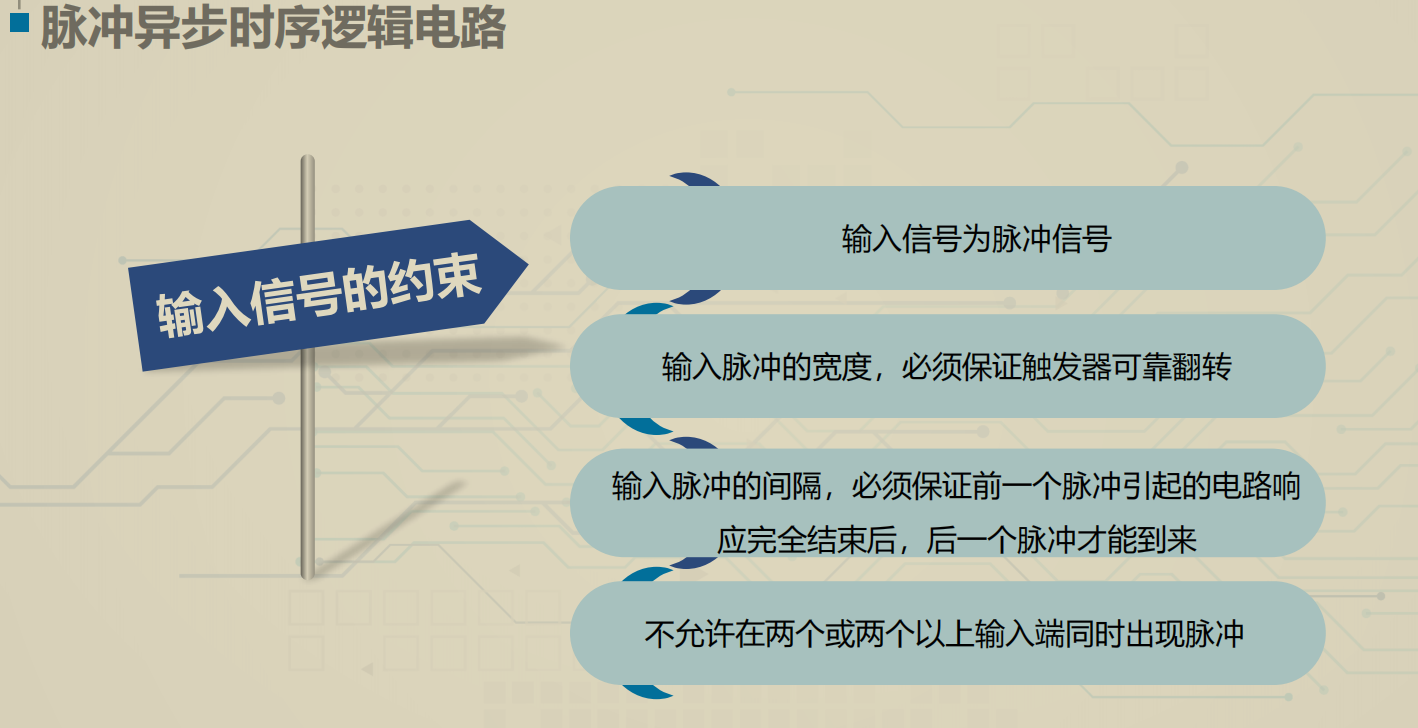 脉冲异步时序逻辑电路
输入信号的约束
输入信号为脉冲信号
输入脉冲的宽度，必须保证触发器可靠翻转
输入脉冲的间隔，必须保证前一个脉冲引起的电路响
应完全结束后，后一个脉冲才能到来
不允许在两个或两个以上输入端同时出现脉冲